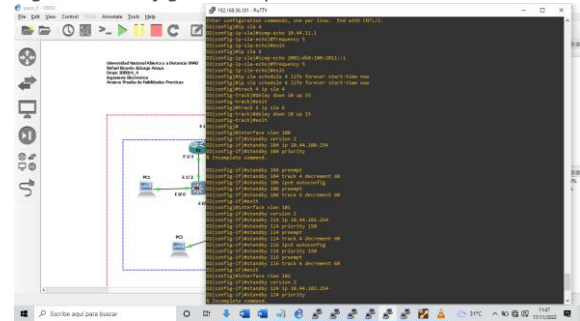 File Edit View Control Annotate Tools Help
Universidad Nacional Abierta y a Distancia UNAD
Ingenieria Electronica
Avance Prueba de Habilidades Practicas
PC1
E0/0
192.168.56.101 - PuTTY
Enter configuration commands, one per line. End with CNTL/Z.
D2(config)#ip sla 4
D2(config-ip-sla)#icmp-echo 10.44.11.1
D2(config-ip-sla-echo)#frequency 5
D2(config-ip-sla-echo)#exit
D2(config)#ip sla 6
D2(config-ip-sla)#icmp-echo 2001:db8:100:1011::1
D2(config-ip-sla-echo)#frequency 5
D2(config-ip-sla-echo)#exit
D2(config)#ip sla schedule 4 life forever start-time now
D2(config)#ip sla schedule 6 life forever start-time now
D2(config)#track 4 ip sla 4
D2(config-track)#delay down 10 up 15
D2(config-track)#exit
D2(config)#track 6 ip sla 6
D2(config-track)#delay down 10 up 15
D2(config-track)#exit
D2(config)#
D2(config)#interface vlan 100
D2(config-if)#standby version 2
D2(config-if)#standby 104 ip 10.44.100.254
D2(config-if)#standby 104 priority
% Incomplete command.
D2(config-if)#standby 104 preempt
D2(config-if)#standby 104 track 4 decrement 60
D2(config-if)#standby 106 ipv6 autoconfig
D2(config-if)#standby 106 preempt
D2(config-if)#standby 106 track 6 decrement 60
D2(config-if)#exit
D2(config)#interface vlan 101
D2(config-if)#standby version 2
D2(config-if)#standby 114 ip 10.44.101.254
D2(config-if)#standby 114 priority 150
D2(config-if)#standby 114 preempt
D2(config-if)#standby 114 track 4 decrement 60
D2(config-if)#standby 116 ipv6 autoconfig
D2(config-if)#standby 116 priority 150
D2(config-if)#standby 116 preempt
D2(config-if)#standby 116 track 6 decrement 60
D2(config-if)#exit
D2(config)#interface vlan 102
D2(config-if)#standby version 2
D2(config-if)#standby 124 ip 10.44.102.254
D2(config-if)#standby 124 priority
% Incomplete command.
Escribe aquí para buscar
31°C
11:47
11/11/2022